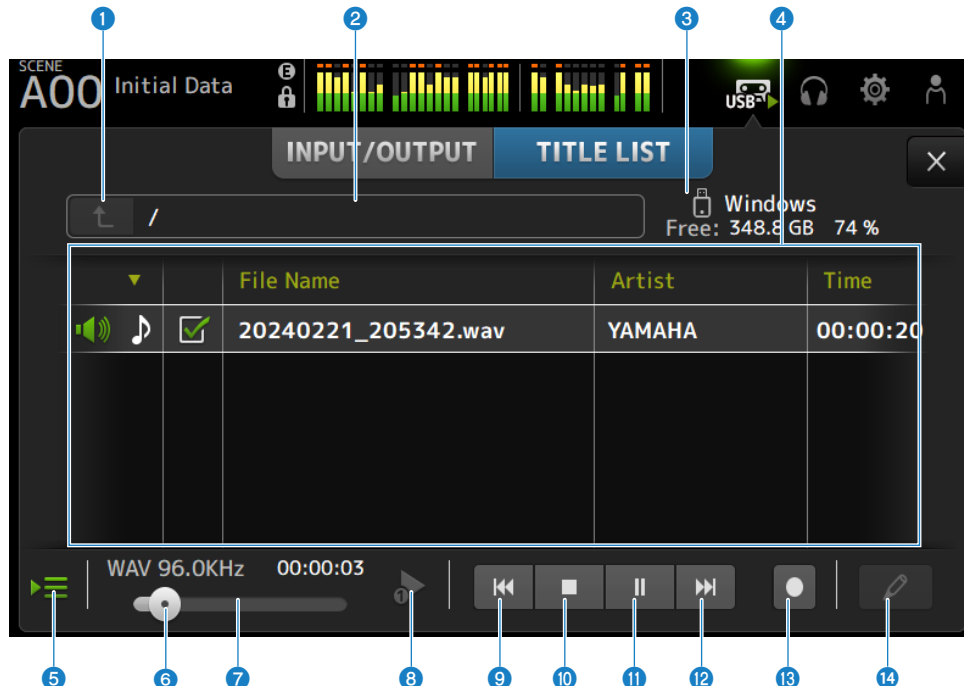 1 2 3 4
SCENE
A00 Initial Data E USB
INPUT/OUTPUT TITLE LIST
/ Windows
Free: 348.8 GB 74 %
File Name Artist Time
20240221_205342.wav YAMAHA 00:00:20
WAV 96.0KHz 00:00:03
1
5 6 7 8 9 10 11 12 13 14